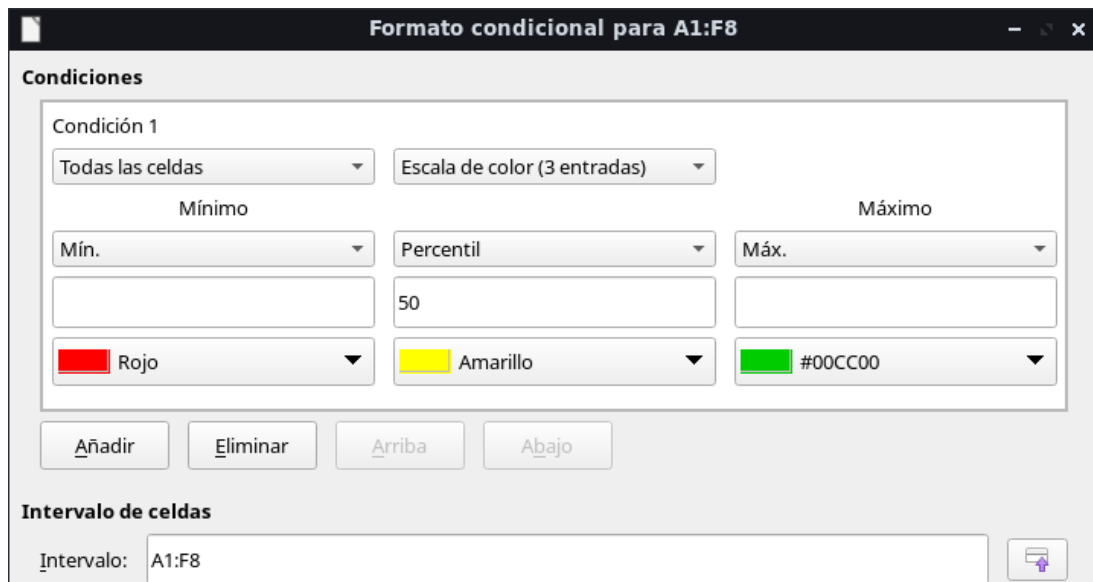 Formato condicional para A1:F8
Condiciones
Condición 1
Todas las celdas Escala de color (3 entradas)
Mínimo Máximo
Mín. Percentil Máx.
50
Rojo Amarillo #00CC00
Añadir Eliminar Arriba Abajo
Intervalo de celdas
Intervalo: A1:F8